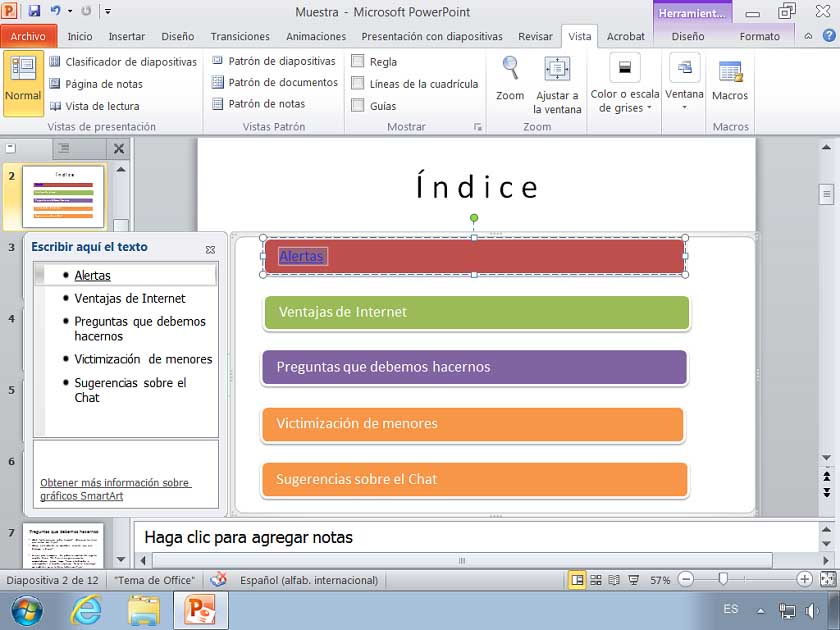 Muestra - Microsoft PowerPoint
Herramient...
Archivo Inicio Insertar Diseño Transiciones Animaciones Presentación con diapositivas Revisar Vista Acrobat Diseño Formato
Normal
Clasificador de diapositivas
Página de notas
Vista de lectura
Vistas de presentación
Patrón de diapositivas
Patrón de documentos
Patrón de notas
Vistas Patrón
Regla
Líneas de la cuadrícula
Guías
Mostrar
Zoom
Ajustar a
la ventana
Zoom
Color o escala
de grises
Ventana
Macros
Macros
2
Índice
3
4
5
6
7
Preguntas que debemos hacernos
Escribir aquí el texto
Alertas
Ventajas de Internet
Preguntas que debemos
hacernos
Victimización de menores
Sugerencias sobre el
Chat
Obtener más información sobre
gráficos SmartArt
Índice
Alertas
Ventajas de Internet
Preguntas que debemos hacernos
Victimización de menores
Sugerencias sobre el Chat
Haga clic para agregar notas
Diapositiva 2 de 12 "Tema de Office" Español (alfab. internacional) 57%
ES